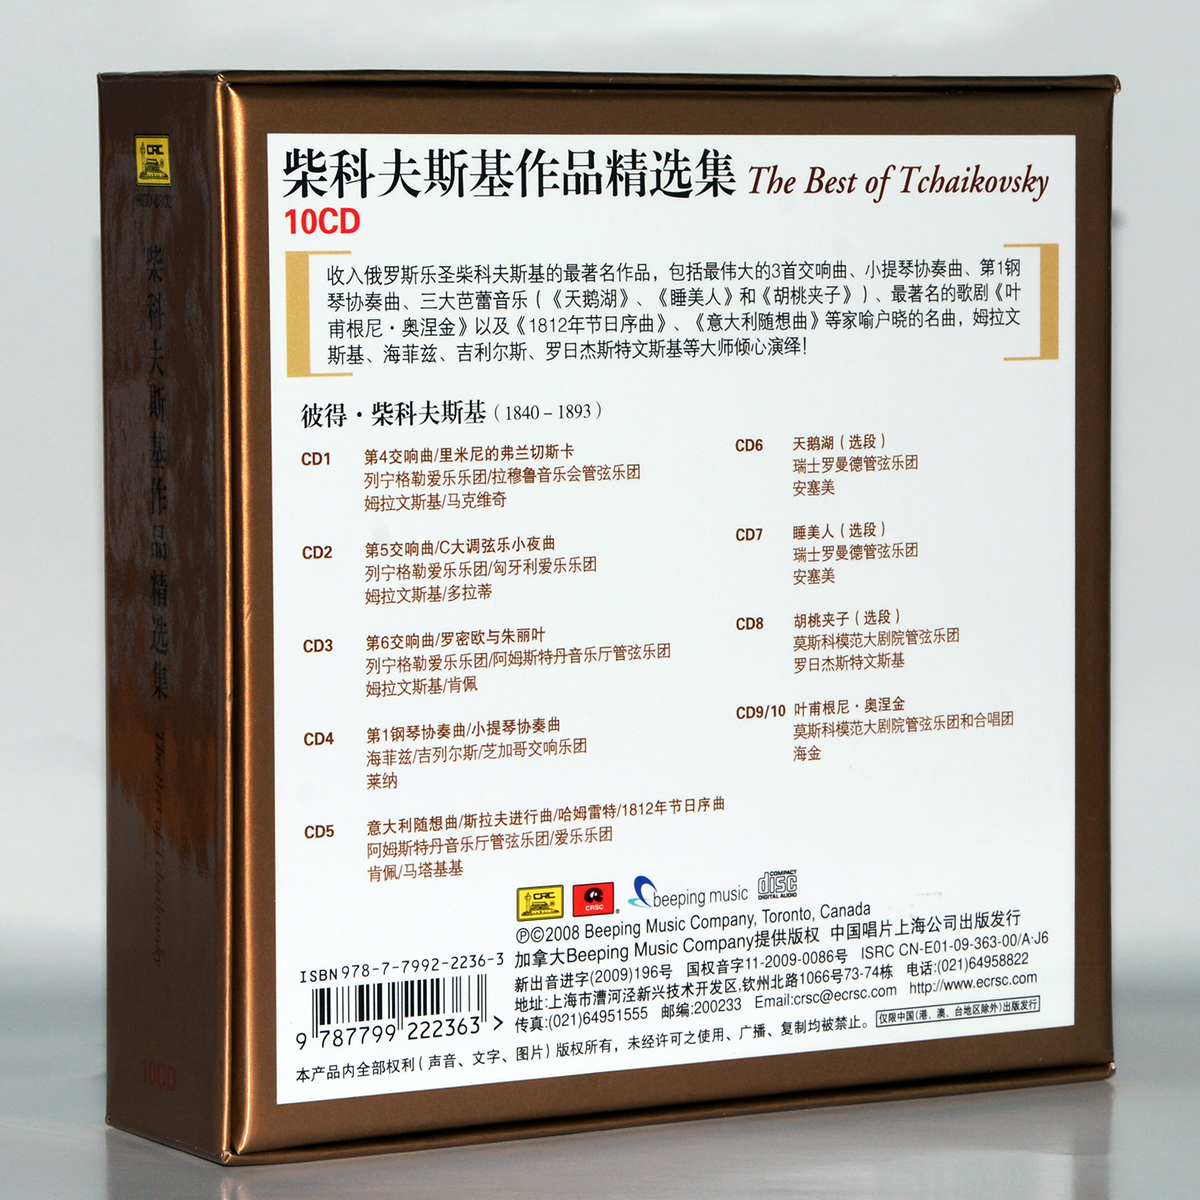 CRC
柴科夫斯基作品精选集
The Best of Tchaikovsky
10CD
柴科夫斯基作品精选集 The Best of Tchaikovsky
10CD
收入俄罗斯乐圣柴科夫斯基的最著名作品，包括最伟大的3首交响曲、小提琴协奏曲、第1钢
琴协奏曲、三大芭蕾音乐（《天鹅湖》、《睡美人》和《胡桃夹子》）、最著名的歌剧《叶
甫根尼·奥涅金》以及《1812年节日序曲》、《意大利随想曲》等家喻户晓的名曲，姆拉文
斯基、海菲兹、吉利尔斯、罗日杰斯特文斯基等大师倾心演绎！
彼得·柴科夫斯基（1840–1893）
CD1 第4交响曲/里米尼的弗兰切斯卡
列宁格勒爱乐乐团/拉穆鲁音乐会管弦乐团
姆拉文斯基/马克维奇
CD2 第5交响曲/C大调弦乐小夜曲
列宁格勒爱乐乐团/匈牙利爱乐乐团
姆拉文斯基/多拉蒂
CD3 第6交响曲/罗密欧与朱丽叶
列宁格勒爱乐乐团/阿姆斯特丹音乐厅管弦乐团
姆拉文斯基/肯佩
CD4 第1钢琴协奏曲/小提琴协奏曲
海菲兹/吉列尔斯/芝加哥交响乐团
莱纳
CD5 意大利随想曲/斯拉夫进行曲/哈姆雷特/1812年节日序曲
阿姆斯特丹音乐厅管弦乐团/爱乐乐团
肯佩/马塔基基
CD6 天鹅湖（选段）
瑞士罗曼德管弦乐团
安塞美
CD7 睡美人（选段）
瑞士罗曼德管弦乐团
安塞美
CD8 胡桃夹子（选段）
莫斯科模范大剧院管弦乐团
罗日杰斯特文斯基
CD9/10 叶甫根尼·奥涅金
莫斯科模范大剧院管弦乐团和合唱团
海金
CRC CRSC ® beeping music COMPACT disc DIGITAL AUDIO
℗©2008 Beeping Music Company, Toronto, Canada
加拿大Beeping Music Company提供版权 中国唱片上海公司出版发行
新出音进字(2009)196号 国权音字11-2009-0086号 ISRC CN-E01-09-363-00/A·J6
地址:上海市漕河泾新兴技术开发区,钦州北路1066号73-74栋 电话:(021)64958822
传真:(021)64951555 邮编:200233 Email:crsc@ecrsc.com http://www.ecrsc.com
ISBN 978-7-7992-2236-3
9 787799 222363 >
本产品内全部权利（声音、文字、图片）版权所有，未经许可之使用、广播、复制均被禁止。 仅限中国(港、澳、台地区除外)出版发行